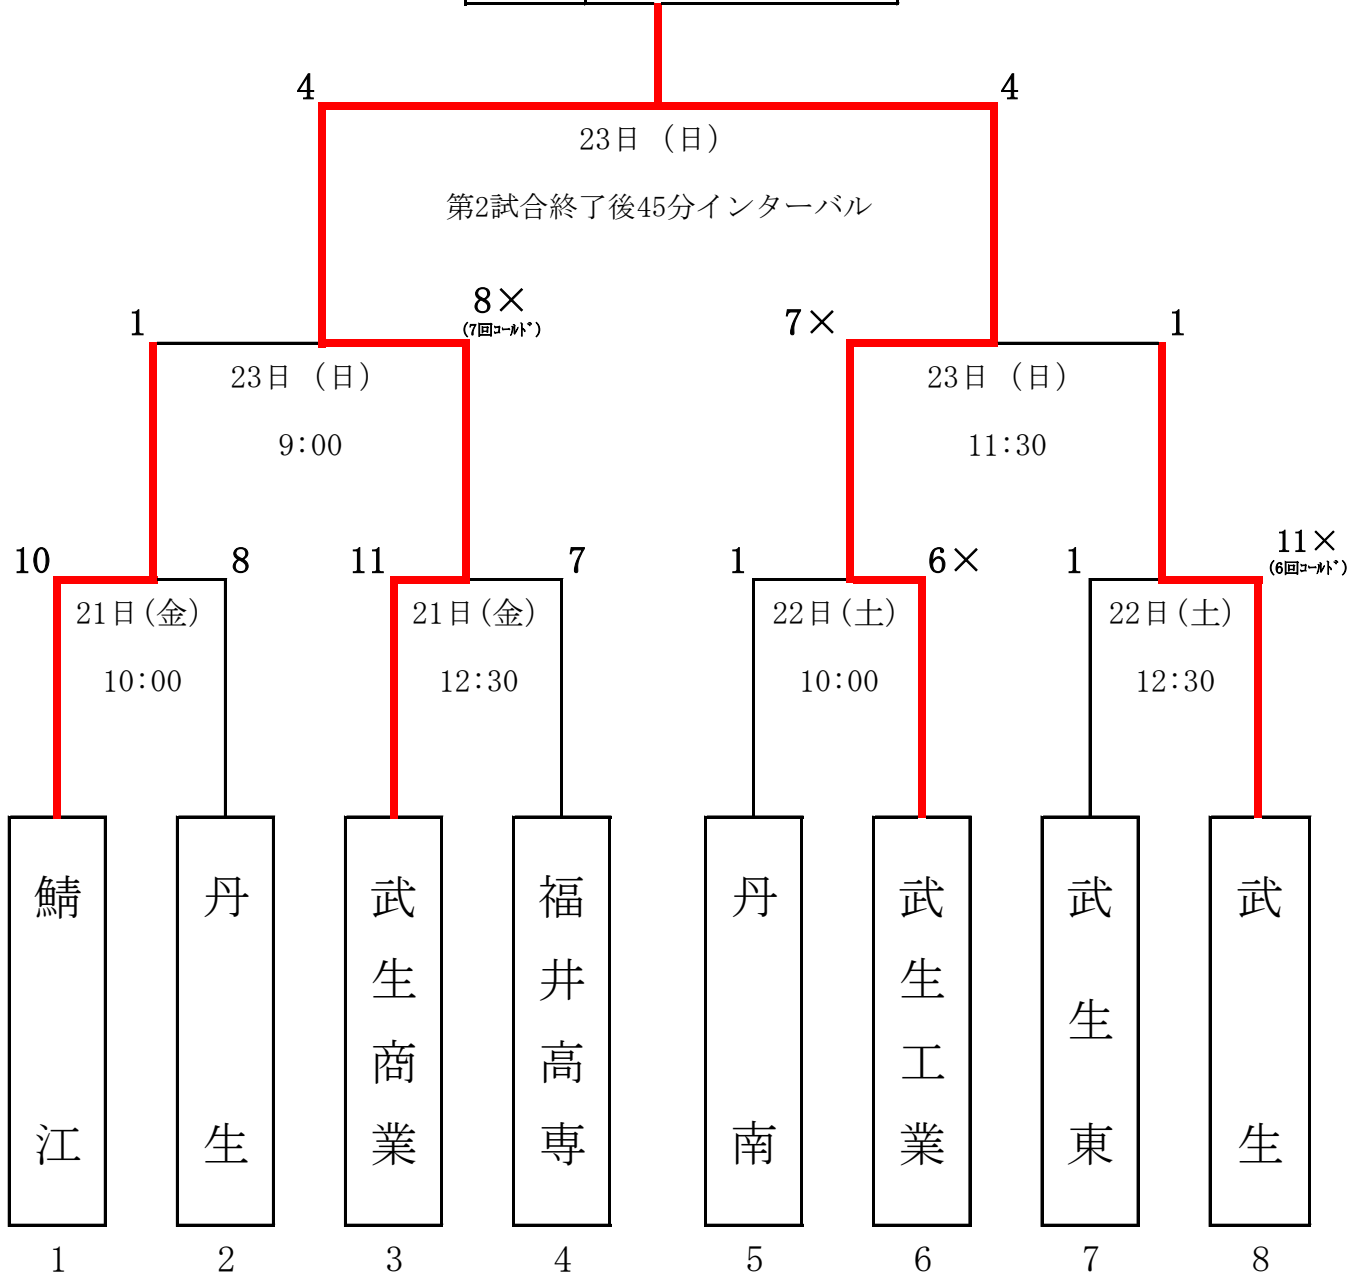 4 4
23日（日）
第2試合終了後45分インターバル
1 8× 7× 1
(7回ｺｰﾙﾄﾞ)
23日（日） 23日（日）
9:00 11:30
10 8 11 7 1 6× 1 11×
(6回ｺｰﾙﾄﾞ)
21日(金) 21日(金) 22日(土) 22日(土)
10:00 12:30 10:00 12:30
鯖江
丹生
武生商業
福井高専
丹南
武生工業
武生東
武生
1 2 3 4 5 6 7 8